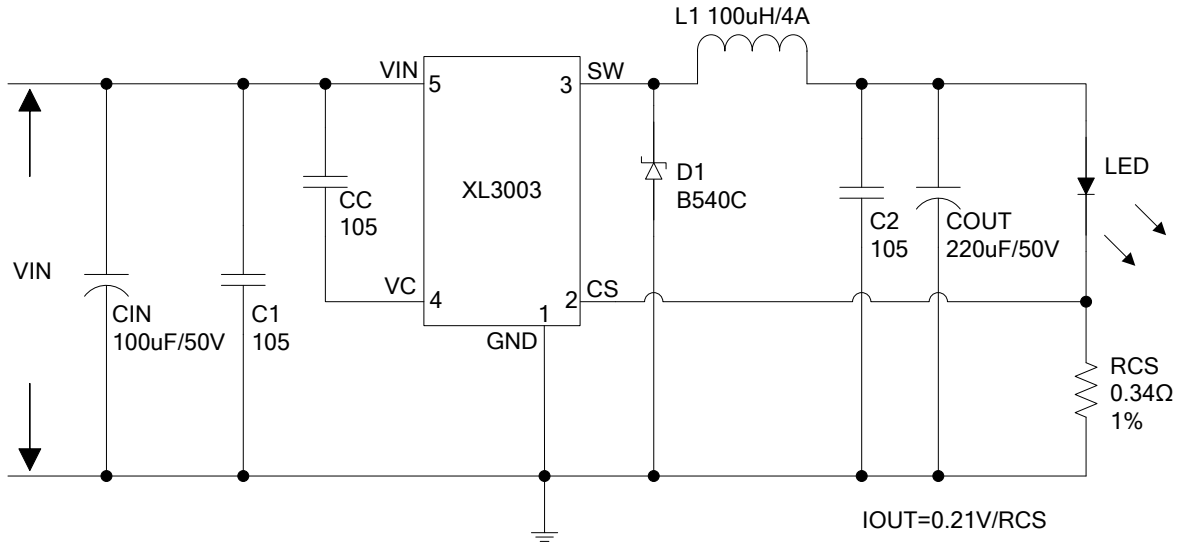 L1 100uH/4A
VIN
5
3
SW
XL3003
CC
105
D1
B540C
LED
C2
105
COUT
220uF/50V
VIN
VC
4
2
CS
1
GND
CIN
100uF/50V
C1
105
RCS
0.34Ω
1%
IOUT=0.21V/RCS